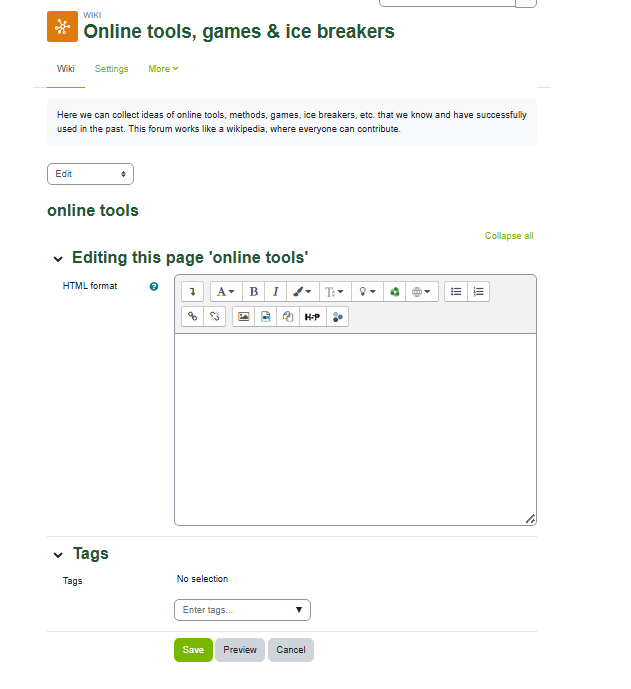 WIKI
Online tools, games & ice breakers
Wiki Settings More
Here we can collect ideas of online tools, methods, games, ice breakers, etc. that we know and have successfully
used in the past. This forum works like a wikipedia, where everyone can contribute.
Edit
online tools
Collapse all
Editing this page 'online tools'
HTML format
A B I T
H-P
Tags
Tags No selection
Enter tags...
Save Preview Cancel